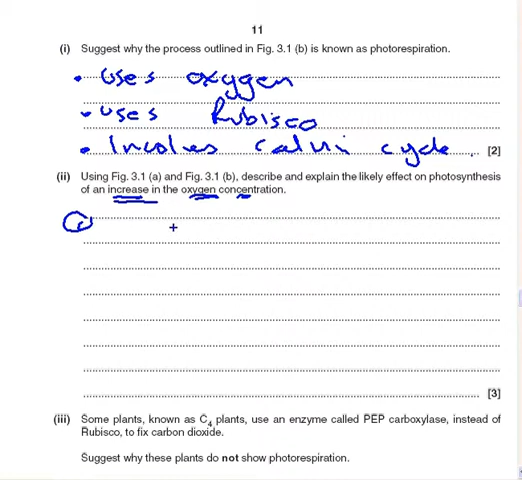 11
(i) Suggest why the process outlined in Fig. 3.1 (b) is known as photorespiration.
• uses oxygen
• uses Rubisco
• Involves calvin cycle [2]
(ii) Using Fig. 3.1 (a) and Fig. 3.1 (b), describe and explain the likely effect on photosynthesis
of an increase in the oxygen concentration.
[3]
(iii) Some plants, known as C₄ plants, use an enzyme called PEP carboxylase, instead of
Rubisco, to fix carbon dioxide.
Suggest why these plants do not show photorespiration.